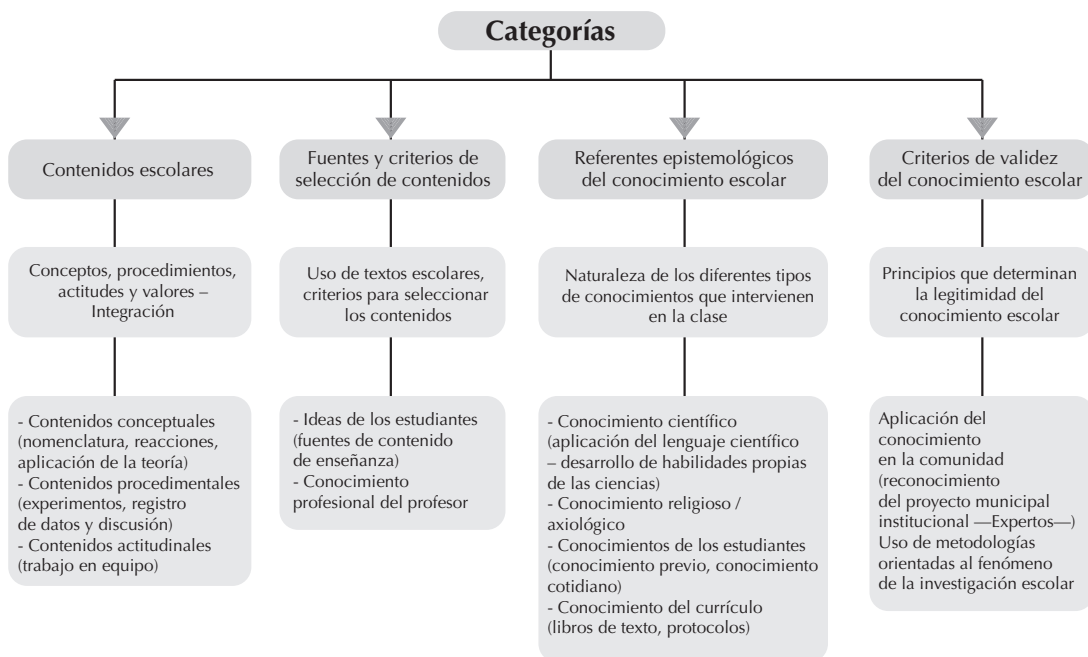 Categorías
Contenidos escolares
Fuentes y criterios de
selección de contenidos
Referentes epistemológicos
del conocimiento escolar
Criterios de validez
del conocimiento escolar
Conceptos, procedimientos,
actitudes y valores –
Integración
Uso de textos escolares,
criterios para seleccionar
los contenidos
Naturaleza de los diferentes tipos
de conocimientos que intervienen
en la clase
Principios que determinan
la legitimidad del
conocimiento escolar
- Contenidos conceptuales
(nomenclatura, reacciones,
aplicación de la teoría)
- Contenidos procedimentales
(experimentos, registro
de datos y discusión)
- Contenidos actitudinales
(trabajo en equipo)
- Ideas de los estudiantes
(fuentes de contenido
de enseñanza)
- Conocimiento
profesional del profesor
- Conocimiento científico
(aplicación del lenguaje científico
– desarrollo de habilidades propias
de las ciencias)
- Conocimiento religioso /
axiológico
- Conocimientos de los estudiantes
(conocimiento previo, conocimiento
cotidiano)
- Conocimiento del currículo
(libros de texto, protocolos)
Aplicación del
conocimiento
en la comunidad
(reconocimiento
del proyecto municipal
institucional —Expertos—)
Uso de metodologías
orientadas al fenómeno
de la investigación escolar